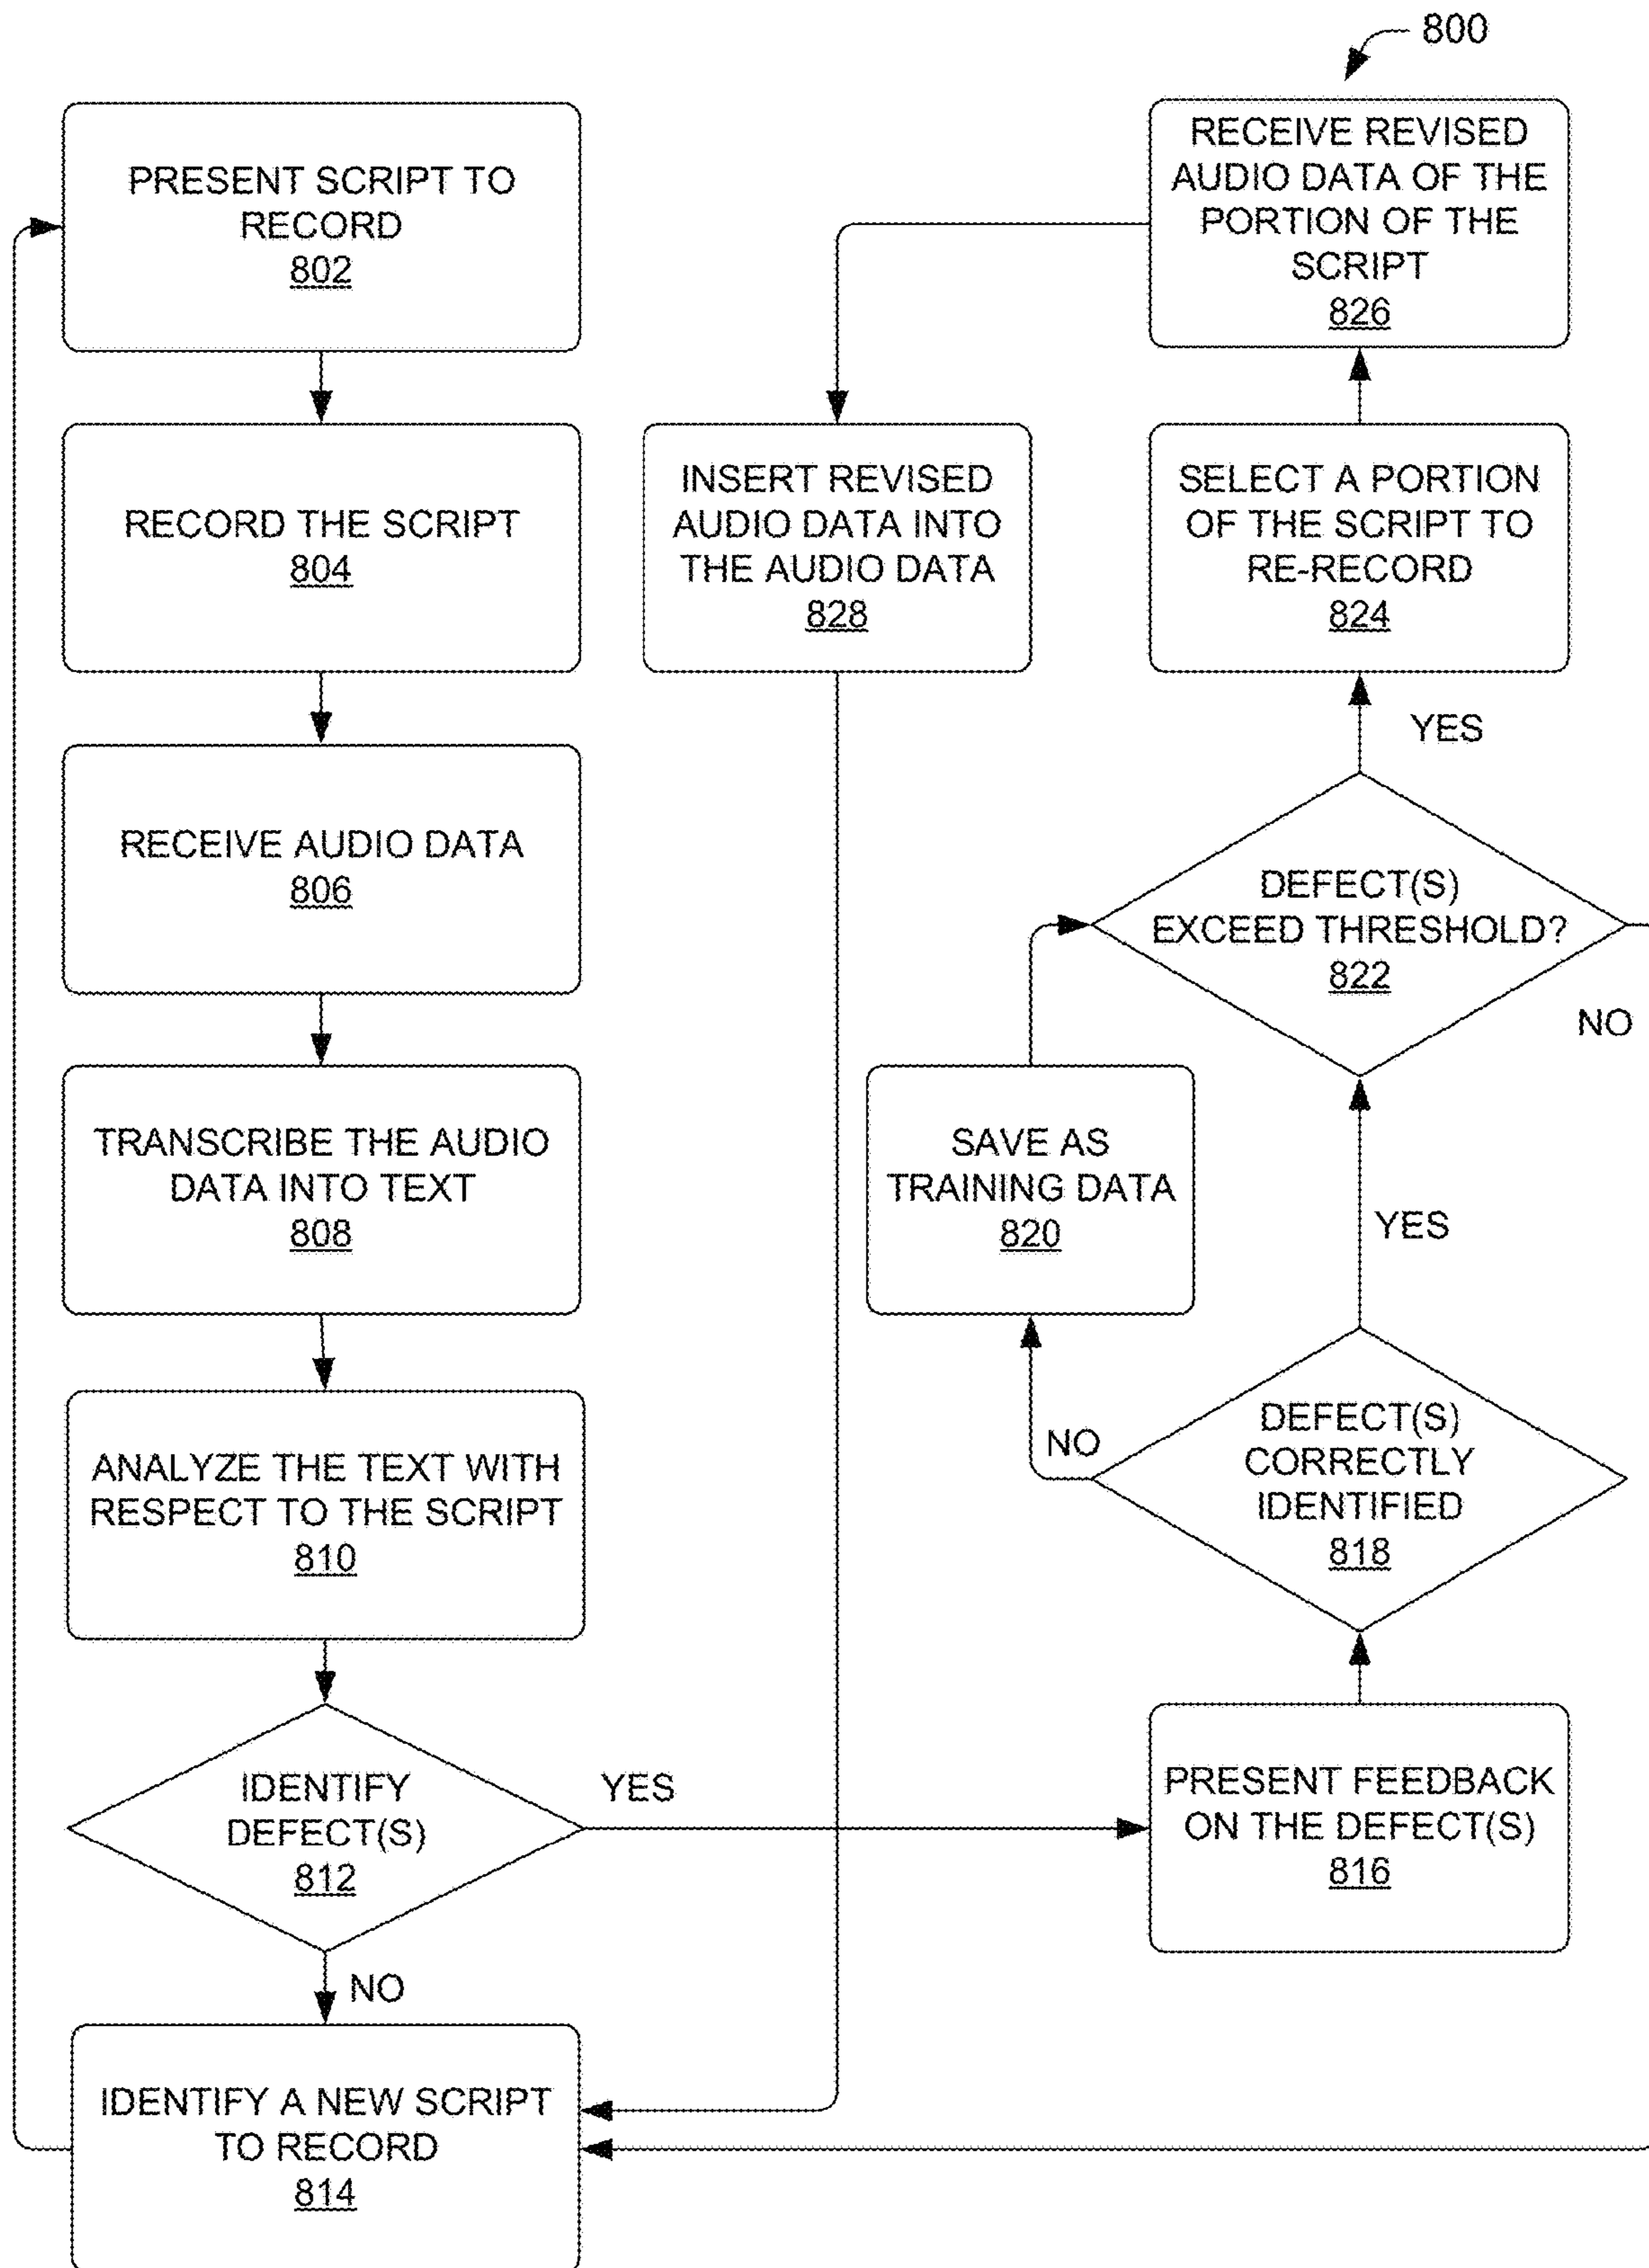 800
PRESENT SCRIPT TO
RECORD
802
RECORD THE SCRIPT
804
RECEIVE AUDIO DATA
806
TRANSCRIBE THE AUDIO
DATA INTO TEXT
808
ANALYZE THE TEXT WITH
RESPECT TO THE SCRIPT
810
IDENTIFY
DEFECT(S)
812
YES
NO
IDENTIFY A NEW SCRIPT
TO RECORD
814
PRESENT FEEDBACK
ON THE DEFECT(S)
816
DEFECT(S)
CORRECTLY
IDENTIFIED
818
NO
YES
SAVE AS
TRAINING DATA
820
DEFECT(S)
EXCEED THRESHOLD?
822
NO
YES
SELECT A PORTION
OF THE SCRIPT TO
RE-RECORD
824
RECEIVE REVISED
AUDIO DATA OF THE
PORTION OF THE
SCRIPT
826
INSERT REVISED
AUDIO DATA INTO
THE AUDIO DATA
828